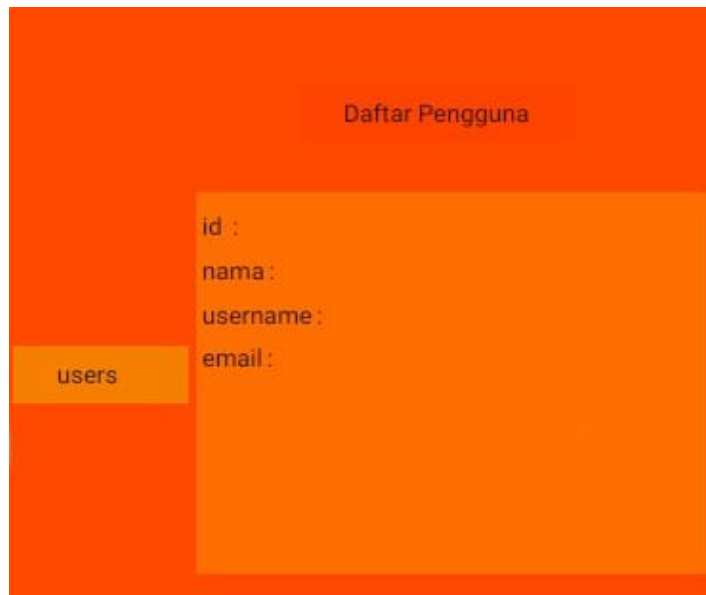 Daftar Pengguna
id :
nama :
username :
email :
users